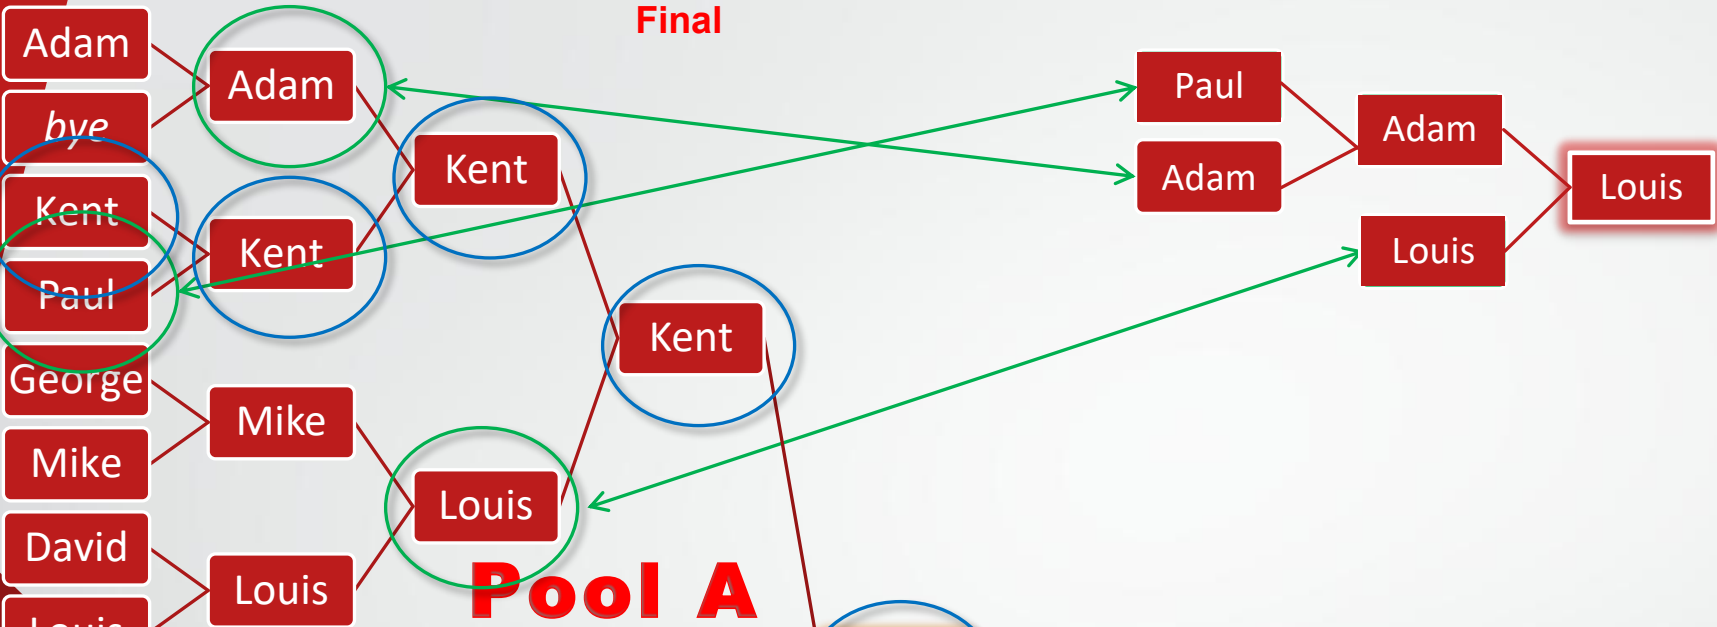 Final
Adam
bye
Kent
Paul
George
Mike
David
Louis
Adam
Kent
Mike
Louis
Kent
Louis
Kent
Pool A
Paul
Adam
Adam
Louis
Louis